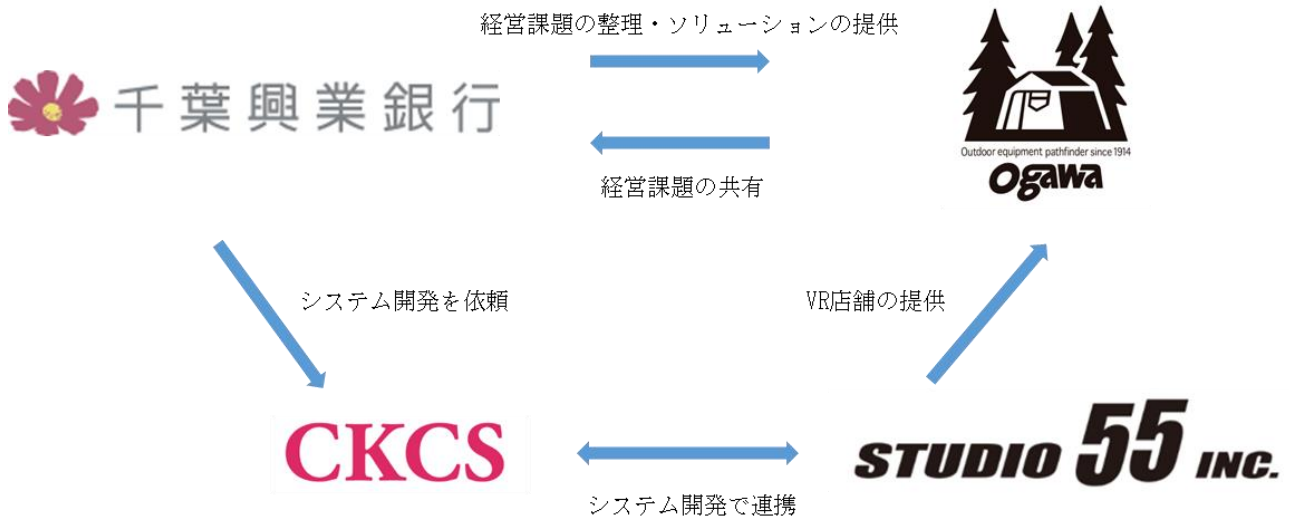 経営課題の整理・ソリューションの提供
千葉興業銀行
Outdoor equipment pathfinder since 1914
Ogawa
経営課題の共有
システム開発を依頼
VR店舗の提供
CKCS
STUDIO 55 INC.
システム開発で連携